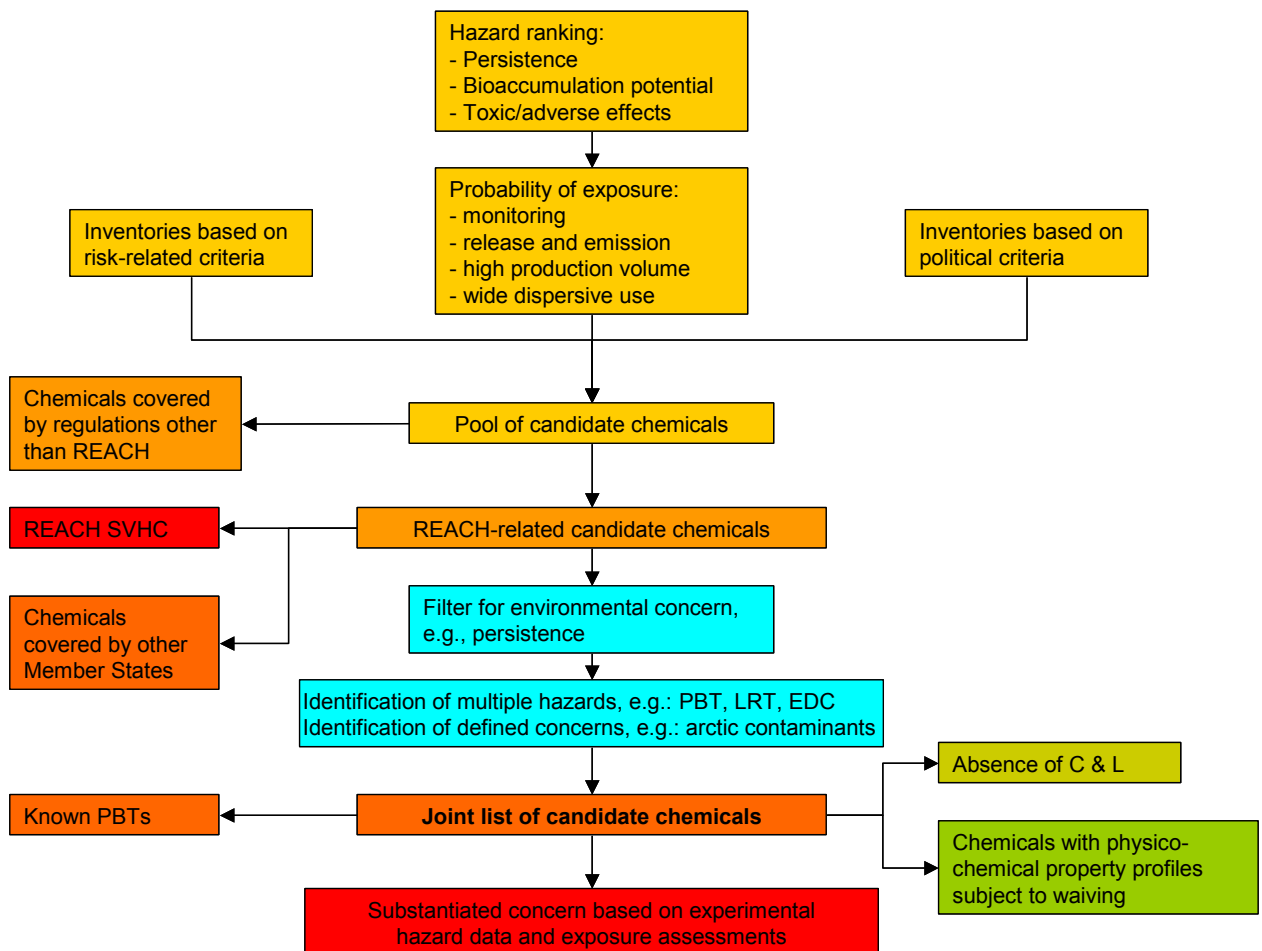 Hazard ranking:
- Persistence
- Bioaccumulation potential
- Toxic/adverse effects
Probability of exposure:
- monitoring
- release and emission
- high production volume
- wide dispersive use
Inventories based on
risk-related criteria
Inventories based on
political criteria
Chemicals covered
by regulations other
than REACH
Pool of candidate chemicals
REACH SVHC
REACH-related candidate chemicals
Chemicals
covered by other
Member States
Filter for environmental concern,
e.g., persistence
Identification of multiple hazards, e.g.: PBT, LRT, EDC
Identification of defined concerns, e.g.: arctic contaminants
Absence of C & L
Known PBTs
Joint list of candidate chemicals
Chemicals with physico-
chemical property profiles
subject to waiving
Substantiated concern based on experimental
hazard data and exposure assessments